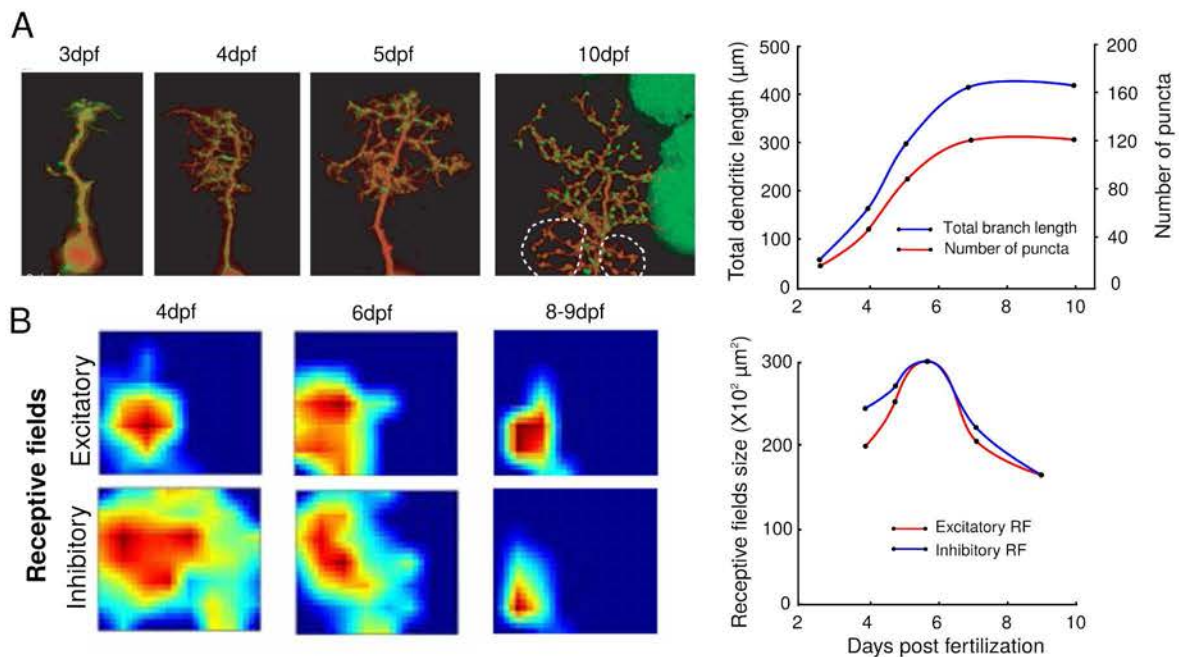 A
3dpf 4dpf 5dpf 10dpf
500
400
300
200
100
0
Total dendritic length (µm)
200
160
120
80
40
0
Number of puncta
Total branch length
Number of puncta
2 4 6 8 10
B
4dpf 6dpf 8-9dpf
Receptive fields
Excitatory
Inhibitory
300
200
100
0
Receptive fields size (X10² µm²)
Excitatory RF
Inhibitory RF
2 4 6 8 10
Days post fertilization